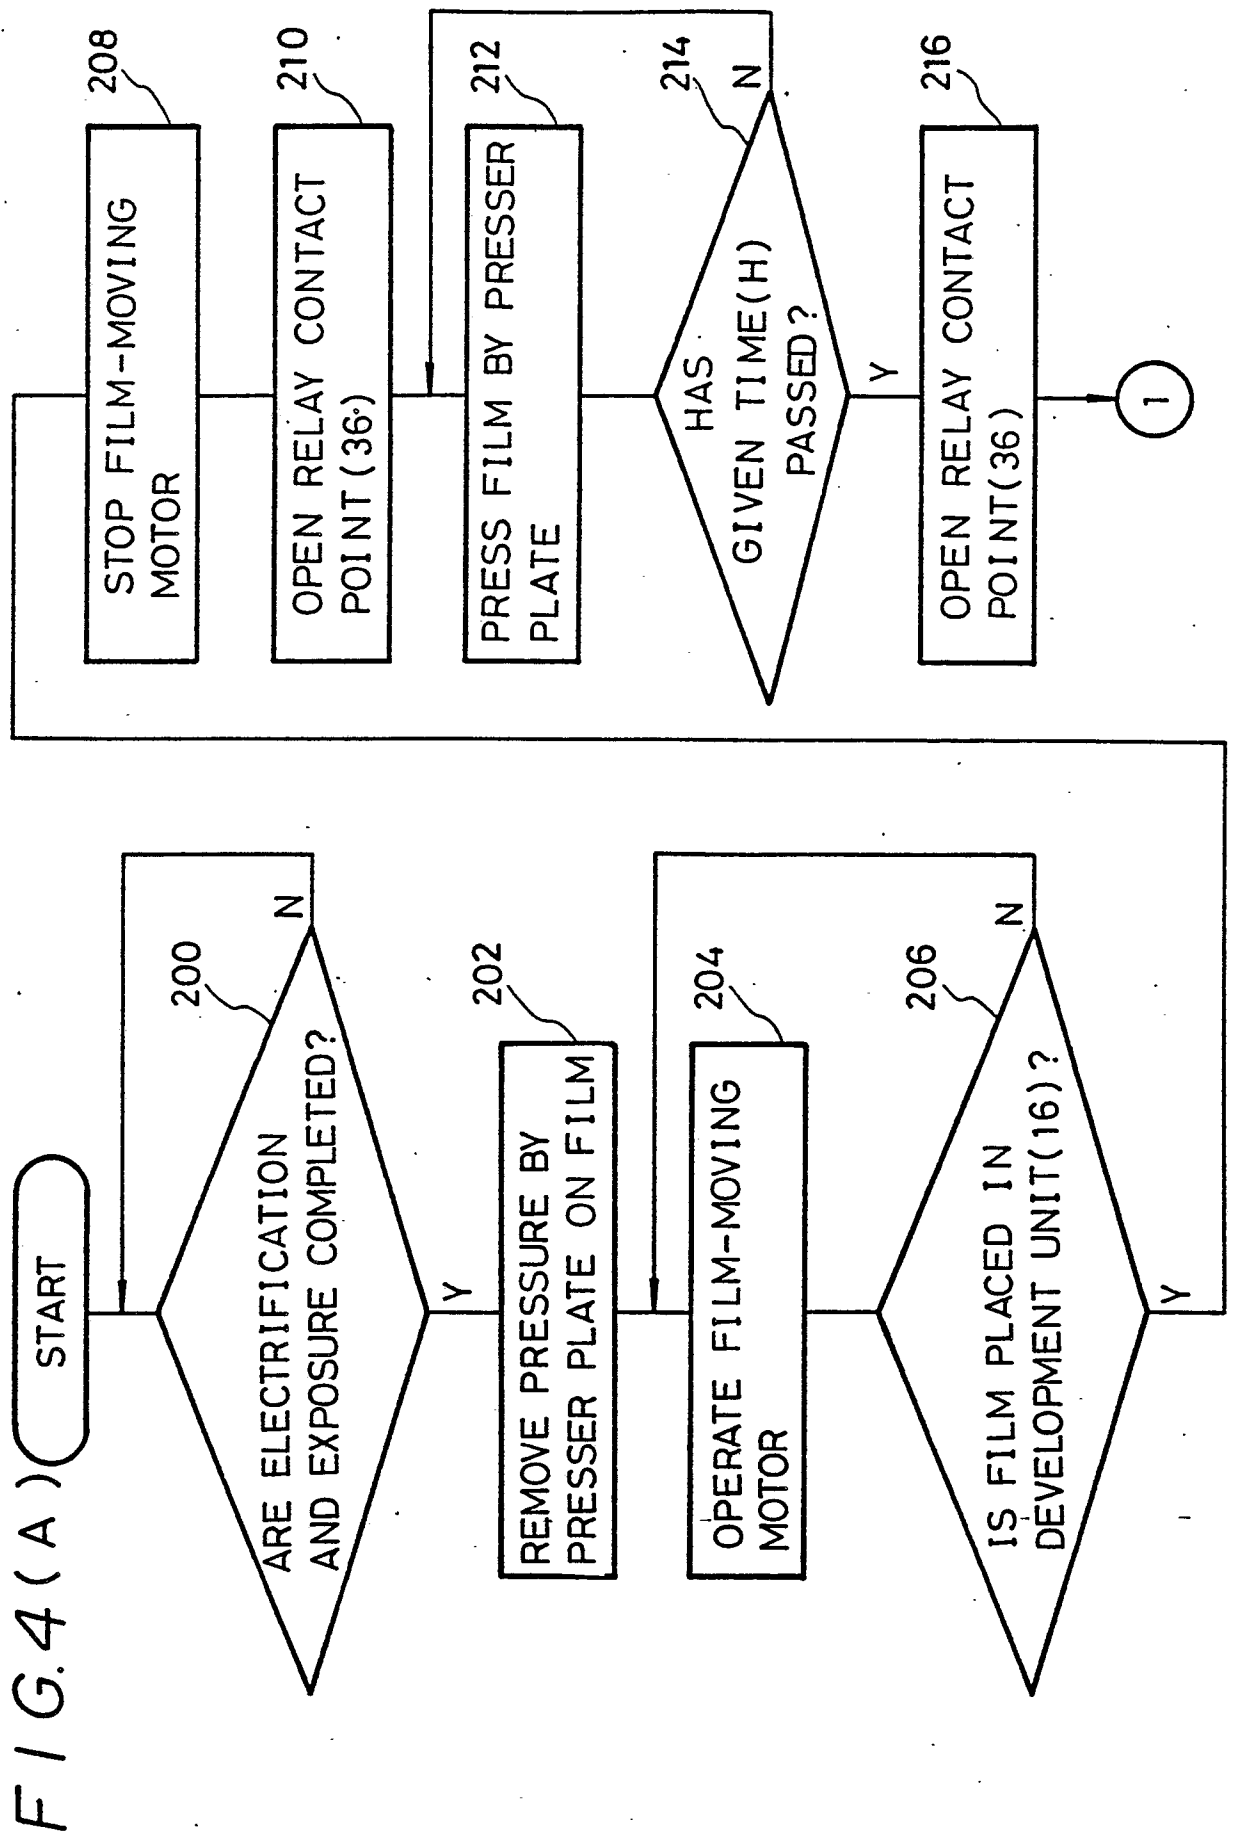 FIG.4(A)
START
200
ARE ELECTRIFICATION
AND EXPOSURE COMPLETED?
N
Y
202
REMOVE PRESSURE BY
PRESSER PLATE ON FILM
204
OPERATE FILM-MOVING
MOTOR
206
IS FILM PLACED IN
DEVELOPMENT UNIT(16)?
N
Y
208
STOP FILM-MOVING
MOTOR
210
OPEN RELAY CONTACT
POINT(36)
212
PRESS FILM BY PRESSER
PLATE
214
HAS
GIVEN TIME(H)
PASSED?
N
Y
216
OPEN RELAY CONTACT
POINT(36)
1